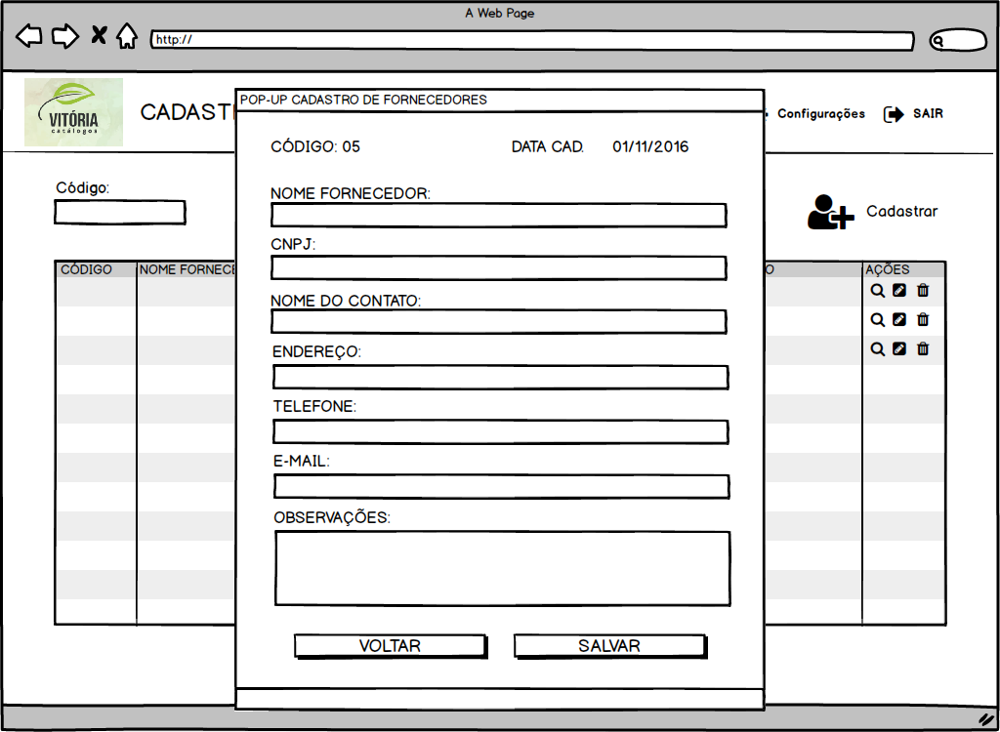 A Web Page
http://
VITÓRIA
catálogos
CADAST
Configurações
SAIR
POP-UP CADASTRO DE FORNECEDORES
CÓDIGO: 05
DATA CAD.
01/11/2016
Código:
Cadastrar
NOME FORNECEDOR:
CNPJ:
NOME DO CONTATO:
ENDEREÇO:
TELEFONE:
E-MAIL:
OBSERVAÇÕES:
VOLTAR
SALVAR
CÓDIGO
NOME FORNECE
O
AÇÕES